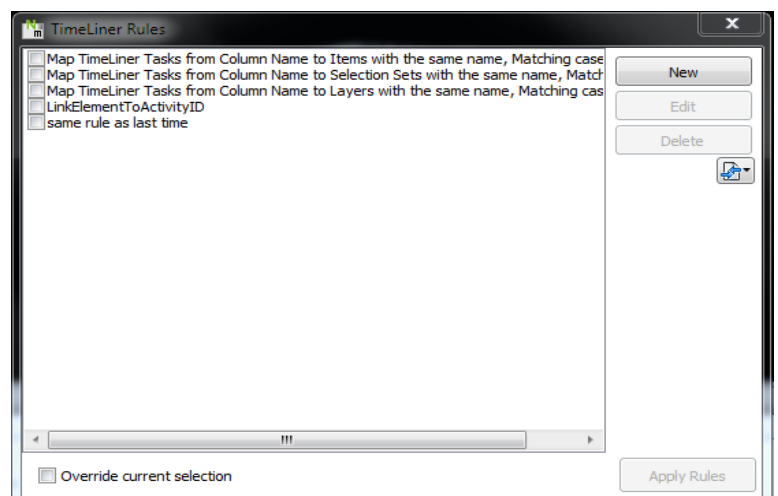 TimeLiner Rules
Map TimeLiner Tasks from Column Name to Items with the same name, Matching case
Map TimeLiner Tasks from Column Name to Selection Sets with the same name, Match
Map TimeLiner Tasks from Column Name to Layers with the same name, Matching cas
LinkElementToActivityID
same rule as last time
New
Edit
Delete
Override current selection
Apply Rules